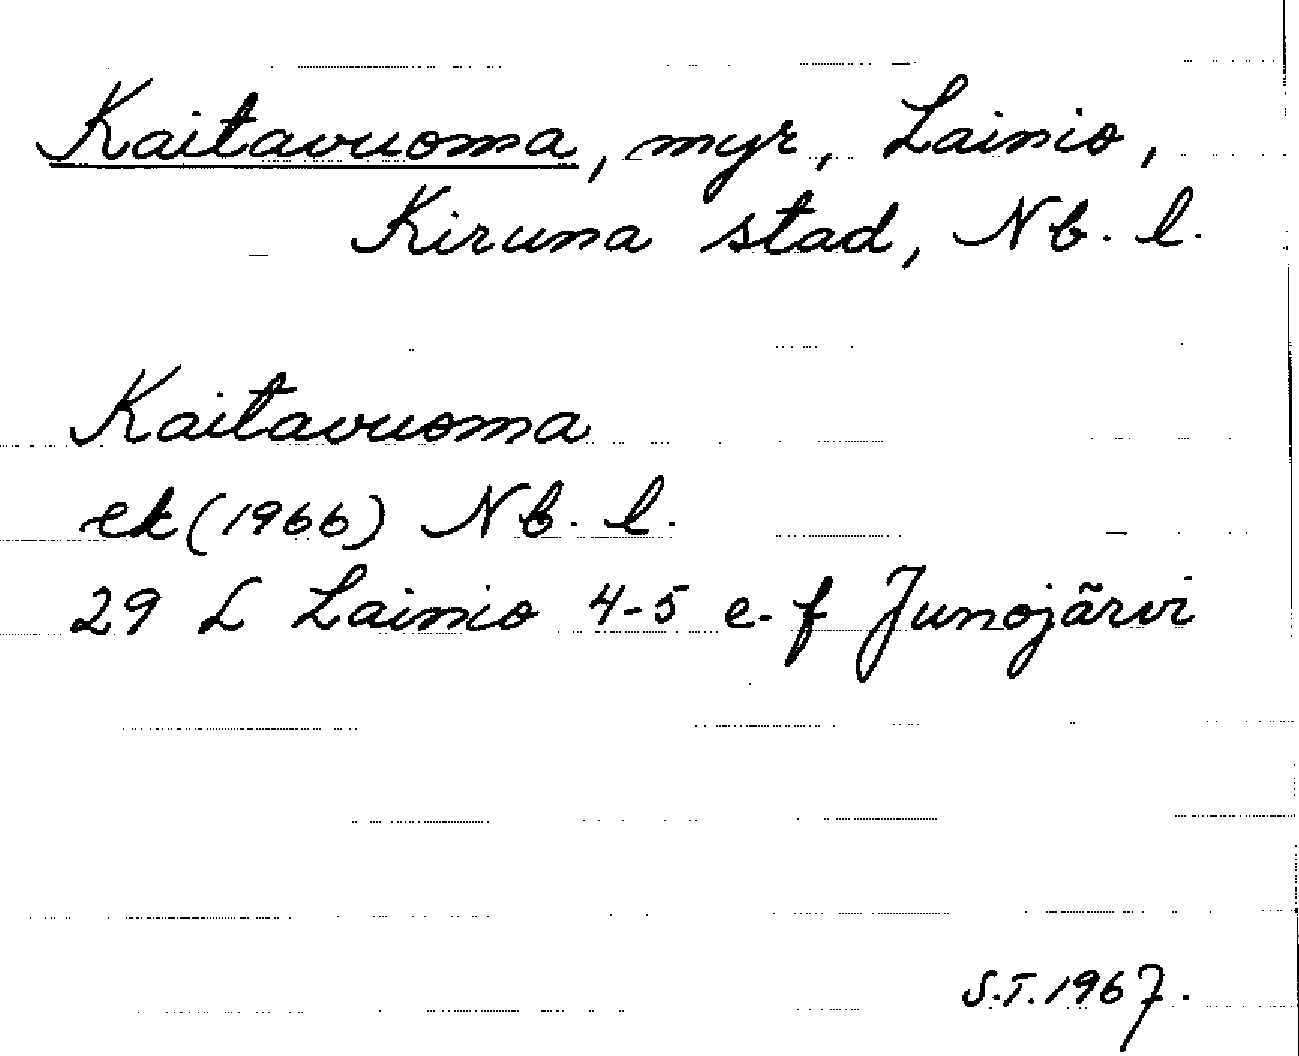 Kaitavuoma, myr, Lainio,
Kiruna stad, Nb. l.
Kaitavuoma
ek (1966) Nb. l.
29 L Lainio 4-5 e-f Junojärvi
S.T. 1967.